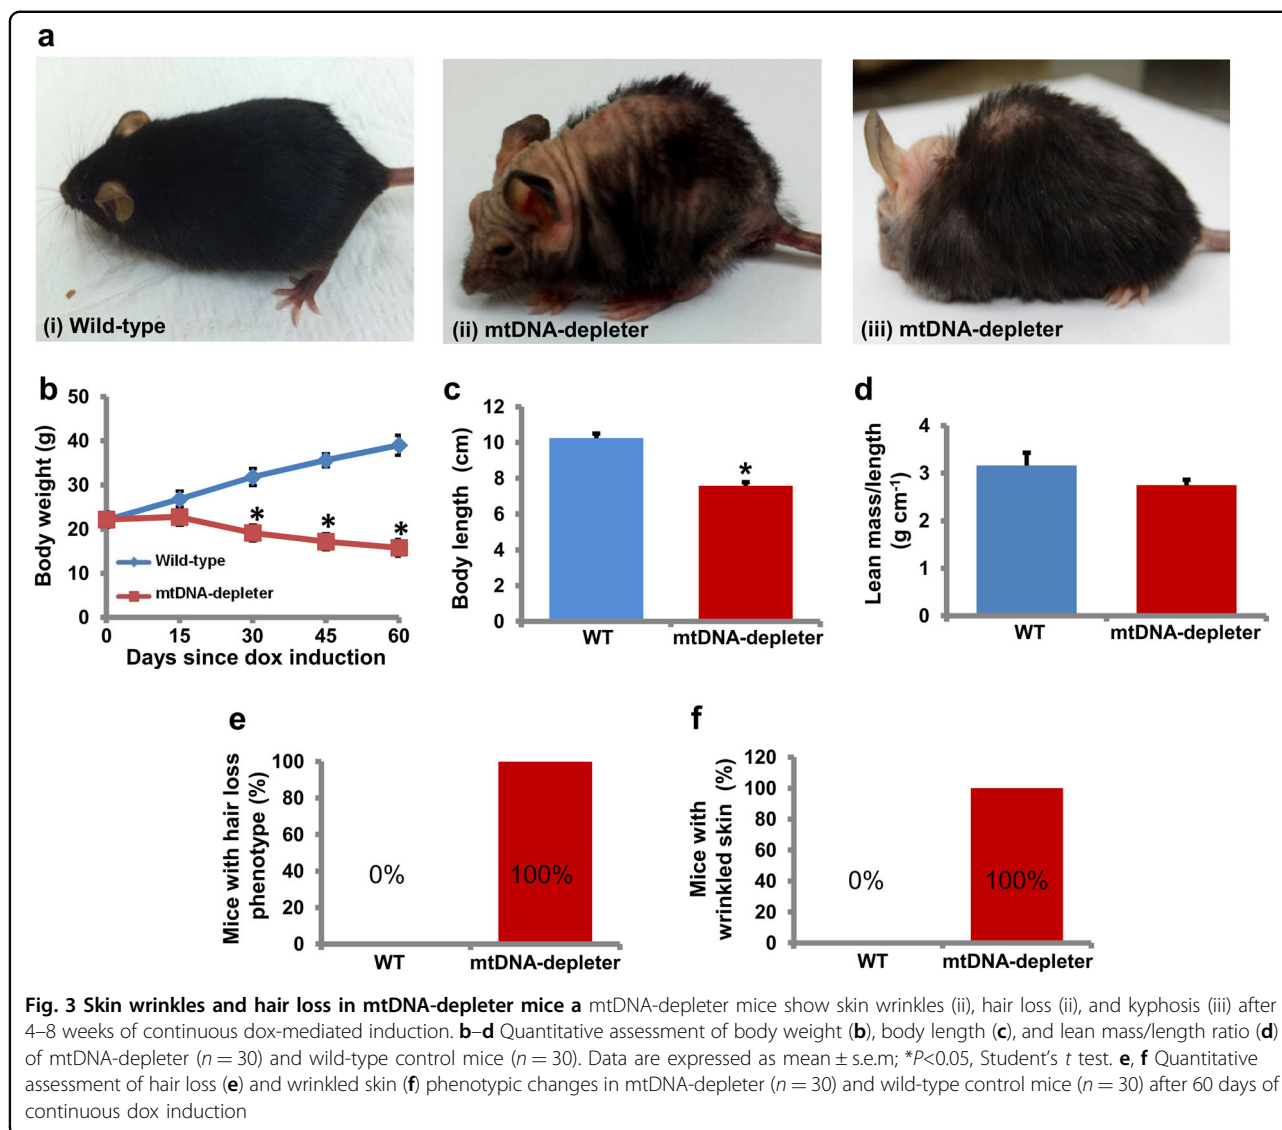 a
(i) Wild-type
(ii) mtDNA-depleter
(iii) mtDNA-depleter
b
Body weight (g)
50
40
30
20
10
0
*
*
*
Wild-type
mtDNA-depleter
0 15 30 45 60
Days since dox induction
c
Body length (cm)
12
10
8
6
4
2
0
*
WT mtDNA-depleter
d
Lean mass/length
(g cm⁻¹)
4
3
2
1
0
WT mtDNA-depleter
e
Mice with hair loss
phenotype (%)
100
80
60
40
20
0
0% 100%
WT mtDNA-depleter
f
Mice with
wrinkled skin (%)
120
100
80
60
40
20
0
0% 100%
WT mtDNA-depleter
Fig. 3 Skin wrinkles and hair loss in mtDNA-depleter mice a mtDNA-depleter mice show skin wrinkles (ii), hair loss (ii), and kyphosis (iii) after
4–8 weeks of continuous dox-mediated induction. b–d Quantitative assessment of body weight (b), body length (c), and lean mass/length ratio (d)
of mtDNA-depleter (n = 30) and wild-type control mice (n = 30). Data are expressed as mean ± s.e.m; *P<0.05, Student's t test. e, f Quantitative
assessment of hair loss (e) and wrinkled skin (f) phenotypic changes in mtDNA-depleter (n = 30) and wild-type control mice (n = 30) after 60 days of
continuous dox induction